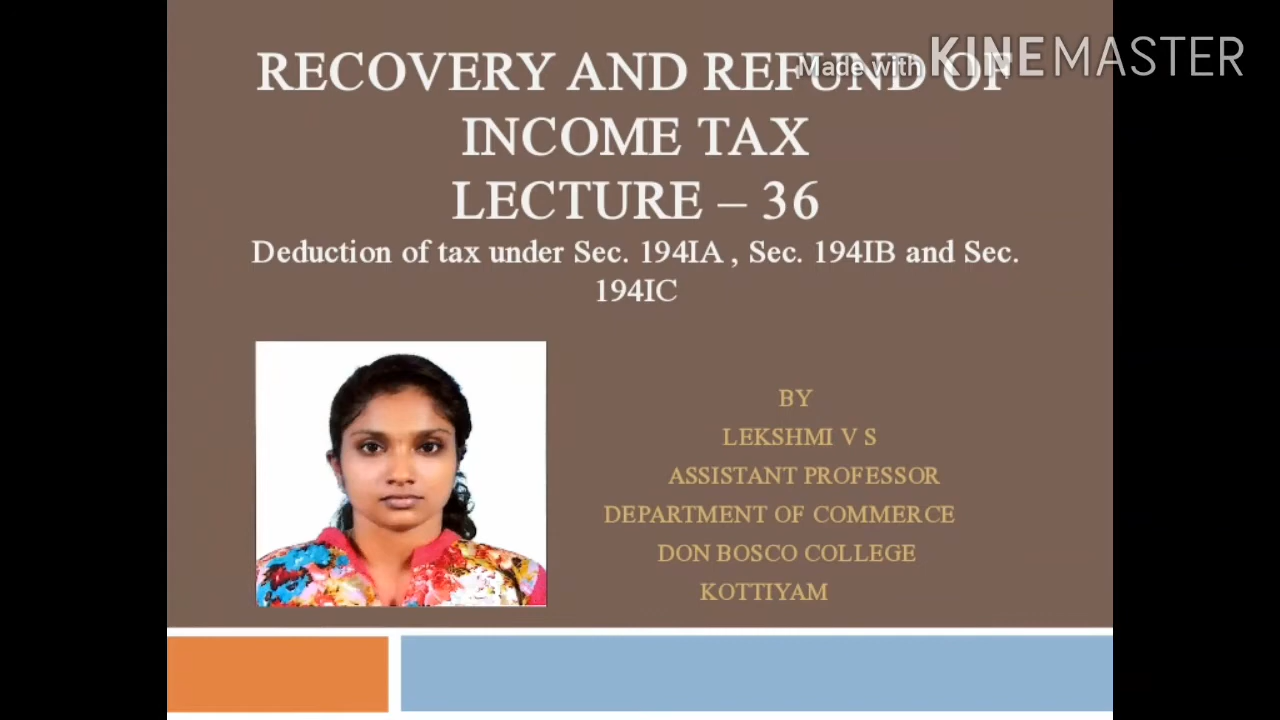 Made with KINEMASTER
RECOVERY AND REFUND OF
INCOME TAX
LECTURE – 36
Deduction of tax under Sec. 194IA , Sec. 194IB and Sec.
194IC
BY
LEKSHMI V S
ASSISTANT PROFESSOR
DEPARTMENT OF COMMERCE
DON BOSCO COLLEGE
KOTTIYAM